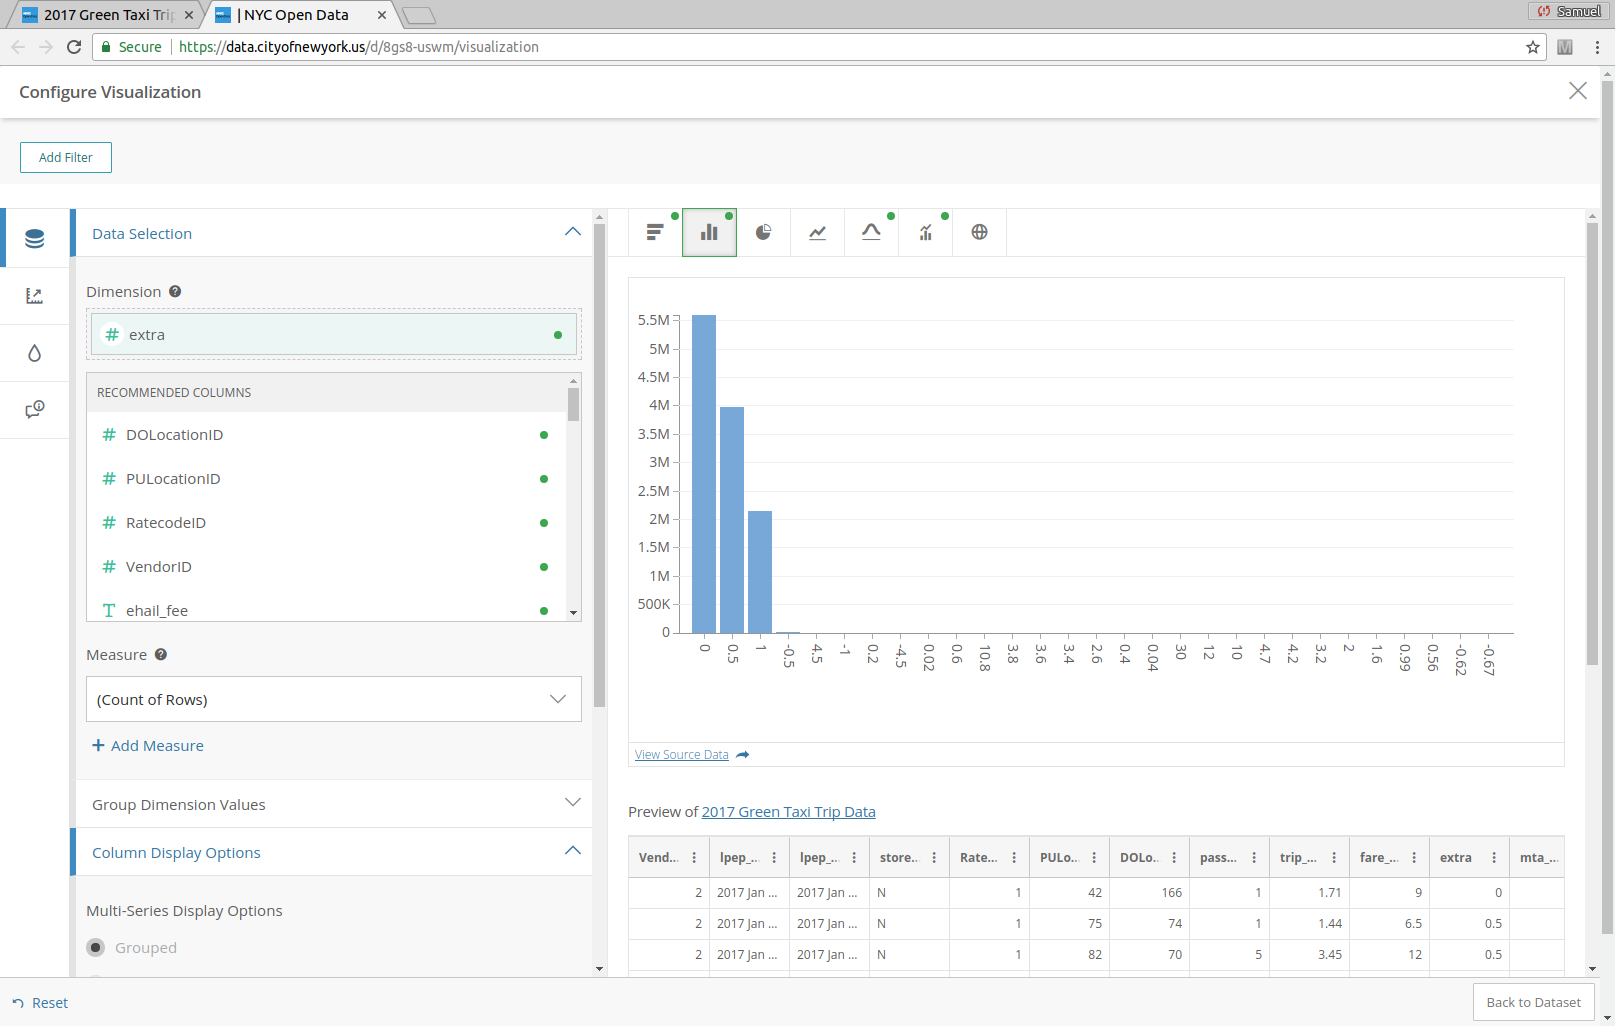 2017 Green Taxi Trip
| NYC Open Data
Samuel
Secure
https://data.cityofnewyork.us/d/8gs8-uswm/visualization
Configure Visualization
Add Filter
Data Selection
Dimension
# extra
RECOMMENDED COLUMNS
# DOLocationID
# PULocationID
# RatecodeID
# VendorID
T ehail_fee
Measure
(Count of Rows)
+ Add Measure
Group Dimension Values
Column Display Options
Multi-Series Display Options
Grouped
5.5M
5M
4.5M
4M
3.5M
3M
2.5M
2M
1.5M
1M
500K
0
0 0.5 1 -0.5 4.5 -1 0.2 -4.5 0.02 0.6 10.8 3.8 3.6 3.4 2.6 0.4 0.04 30 12 10 4.7 4.2 3.2 2 1.6 0.99 0.56 -0.62 -0.67
View Source Data
Preview of 2017 Green Taxi Trip Data
Vend... lpep_... lpep_... store... Rate... PULo... DOLo... pass... trip_... fare_... extra mta_...
2 2017 Jan ... 2017 Jan ... N 1 42 166 1 1.71 9 0
2 2017 Jan ... 2017 Jan ... N 1 75 74 1 1.44 6.5 0.5
2 2017 Jan ... 2017 Jan ... N 1 82 70 5 3.45 12 0.5
Reset
Back to Dataset